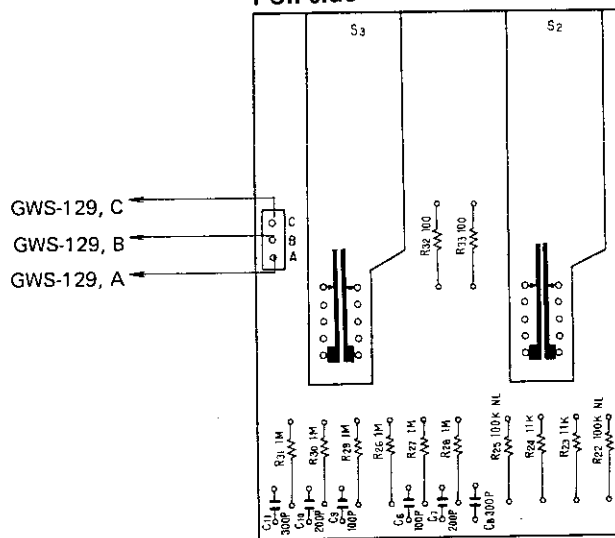 S3
S2
GWS-129, C
GWS-129, B
GWS-129, A
C
B
A
R32 100
R33 100
R31 1M
R30 1M
R29 1M
R26 1M
R27 1M
R28 1M
R25 100K NL
R24 11K
R23 11K
R22 100K NL
C11 300P
C10 200P
C9 100P
C6 100P
C7 200P
C8 300P